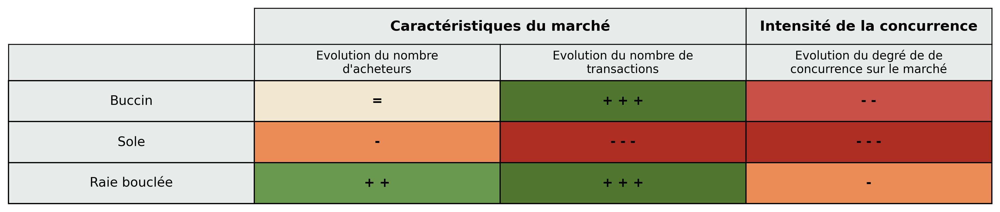 Caractéristiques du marché
Intensité de la concurrence
Evolution du nombre
d'acheteurs
Evolution du nombre de
transactions
Evolution du degré de de
concurrence sur le marché
Buccin
=
+ + +
- -
Sole
-
- - -
- - -
Raie bouclée
+ +
+ + +
-